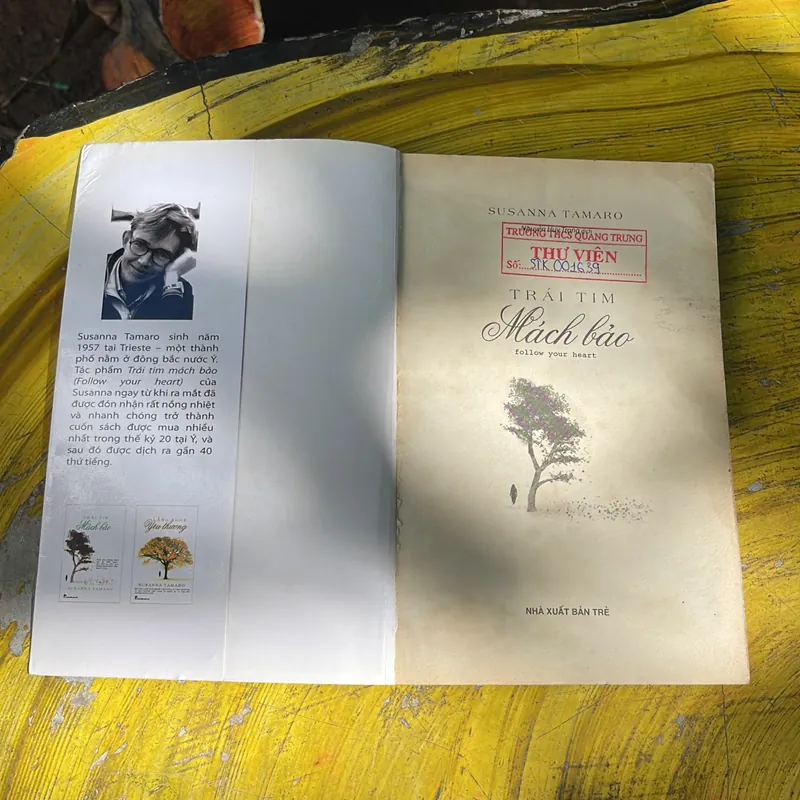 Susanna Tamaro sinh năm
1957 tại Trieste – một thành
phố nằm ở đông bắc nước Ý.
Tác phẩm Trái tim mách bảo
(Follow your heart) của
Susanna ngay từ khi ra mắt đã
được đón nhận rất nồng nhiệt
và nhanh chóng trở thành
cuốn sách được mua nhiều
nhất trong thế kỷ 20 tại Ý, và
sau đó được dịch ra gần 40
thứ tiếng.
TRÁI TIM
Mách bảo
SUSANNA TAMARO
Yêu thương
SUSANNA TAMARO
SUSANNA TAMARO
TRƯỜNG THCS QUANG TRUNG
THƯ VIỆN
Số: STK 001639
TRÁI TIM
Mách bảo
follow your heart
NHÀ XUẤT BẢN TRẺ